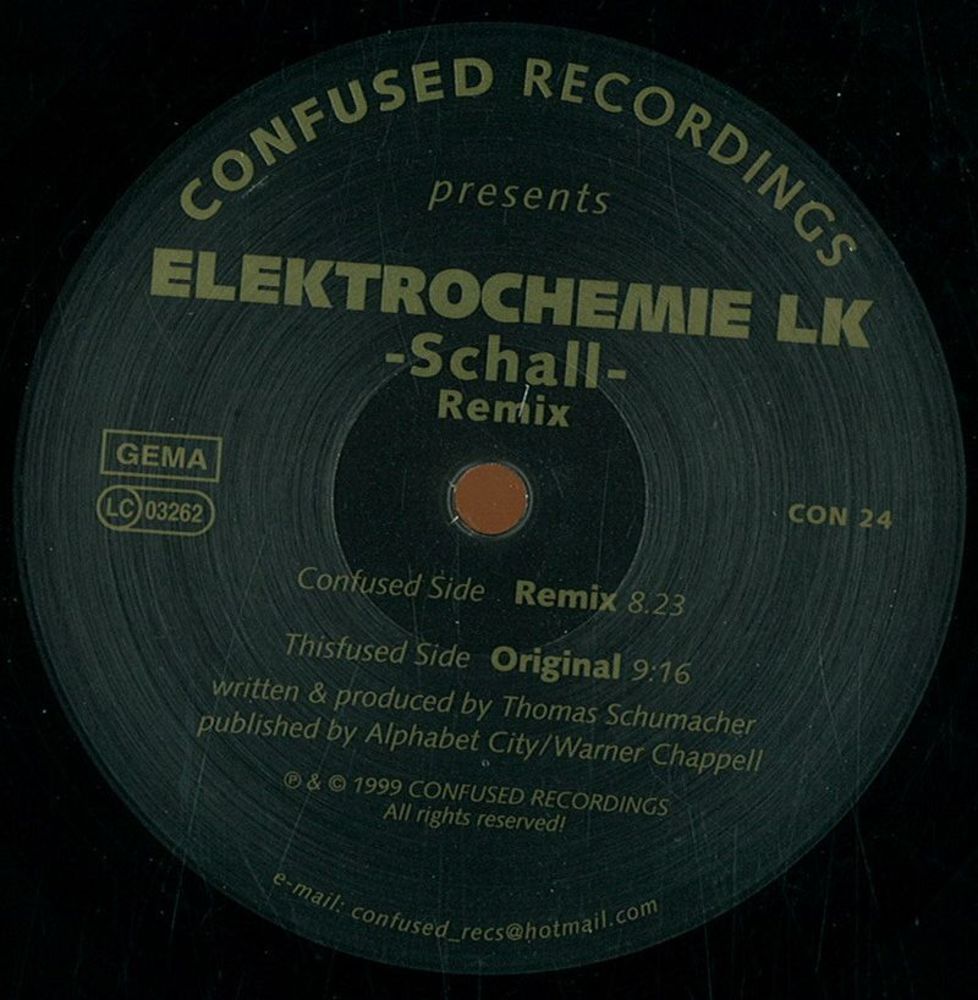 CONFUSED RECORDINGS
presents
ELEKTROCHEMIE LK
-Schall-
Remix
GEMA
LC 03262
CON 24
Confused Side Remix 8.23
Thisfused Side Original 9:16
written & produced by Thomas Schumacher
published by Alphabet City/Warner Chappell
℗ & © 1999 CONFUSED RECORDINGS
All rights reserved!
e-mail: confused_recs@hotmail.com